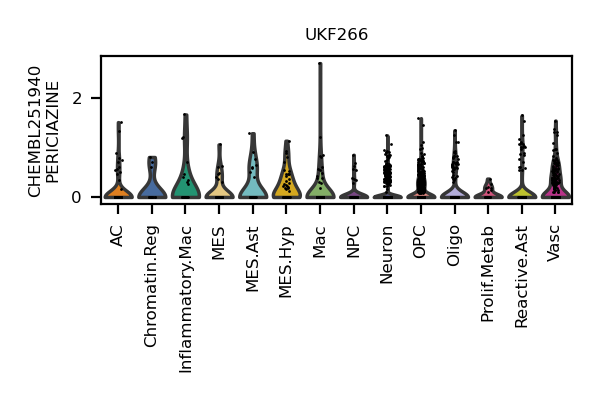 UKF266
CHEMBL251940
PERICIAZINE
2
0
AC
Chromatin.Reg
Inflammatory.Mac
MES
MES.Ast
MES.Hyp
Mac
NPC
Neuron
OPC
Oligo
Prolif.Metab
Reactive.Ast
Vasc